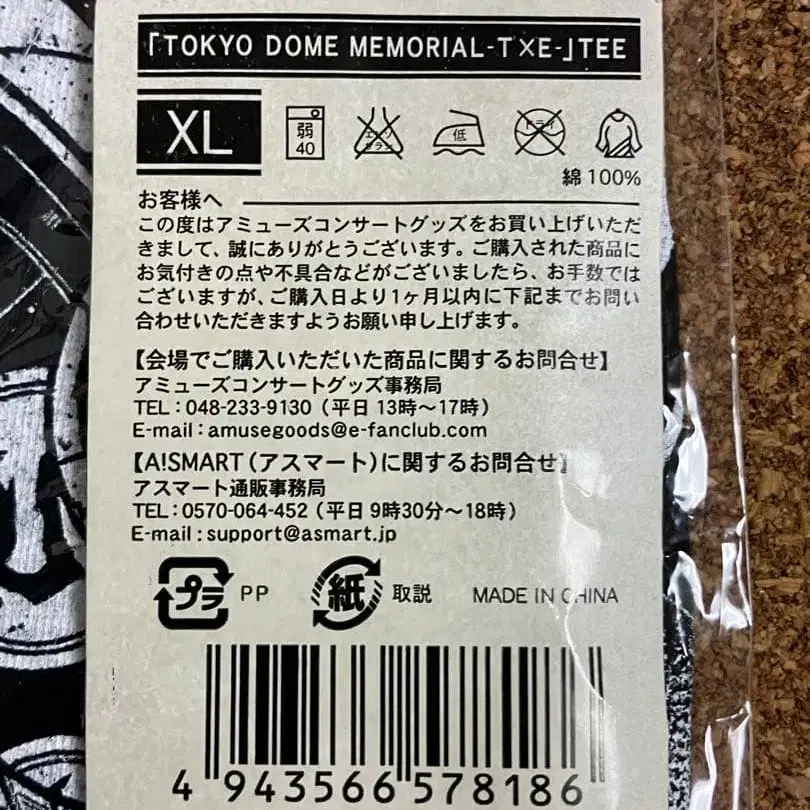 「TOKYO DOME MEMORIAL-T×E-」TEE
XL
弱
40
エンソ
サラシ
低
ドライ
綿 100%
お客様へ
この度はアミューズコンサートグッズをお買い上げいただ
きまして、誠にありがとうございます。ご購入された商品に
お気付きの点や不具合などがございましたら、お手数では
ございますが、ご購入日より1ヶ月以内に下記までお問い
合わせいただきますようお願い申し上げます。
【会場でご購入いただいた商品に関するお問合せ】
アミューズコンサートグッズ事務局
TEL:048-233-9130(平日 13時～17時)
E-mail:amusegoods@e-fanclub.com
【A!SMART(アスマート)に関するお問合せ】
アスマート通販事務局
TEL:0570-064-452(平日 9時30分～18時)
E-mail:support@asmart.jp
プラ PP 紙 取説 MADE IN CHINA
4 943566 578186